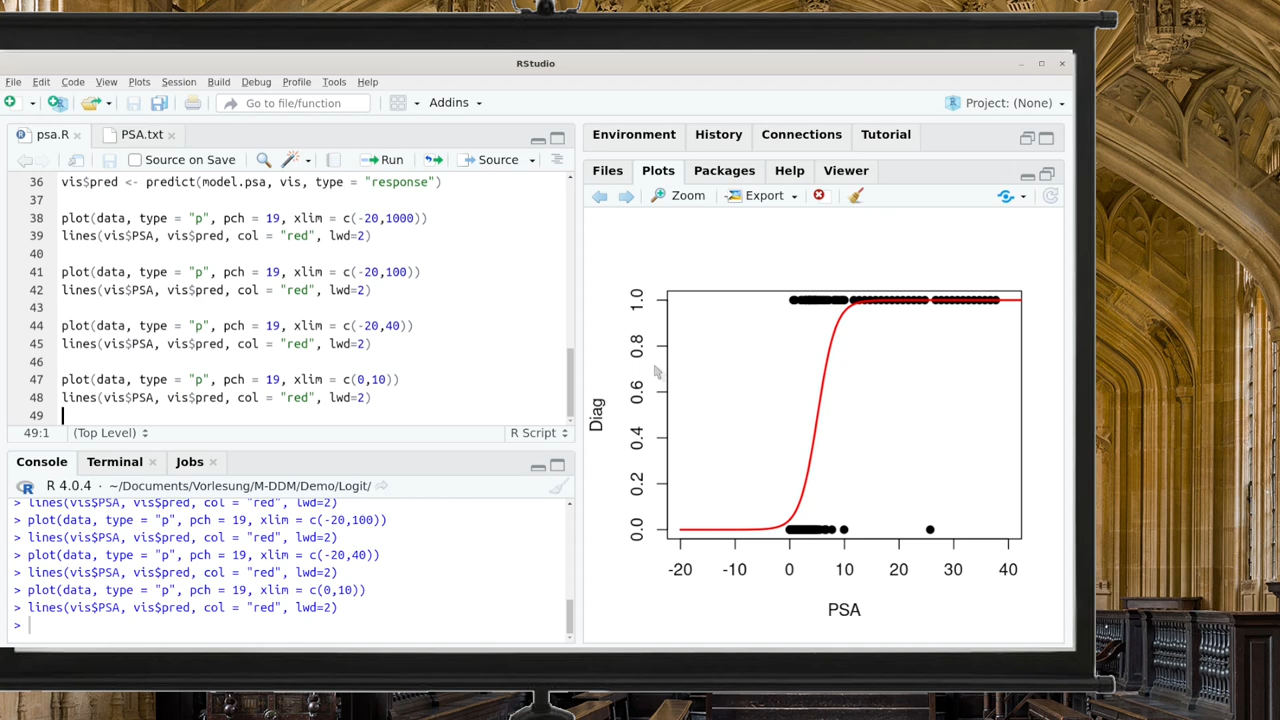 RStudio
File Edit Code View Plots Session Build Debug Profile Tools Help
Go to file/function Addins Project: (None)
psa.R PSA.txt
Source on Save Run Source
36 vis$pred <- predict(model.psa, vis, type = "response")
37
38 plot(data, type = "p", pch = 19, xlim = c(-20,1000))
39 lines(vis$PSA, vis$pred, col = "red", lwd=2)
40
41 plot(data, type = "p", pch = 19, xlim = c(-20,100))
42 lines(vis$PSA, vis$pred, col = "red", lwd=2)
43
44 plot(data, type = "p", pch = 19, xlim = c(-20,40))
45 lines(vis$PSA, vis$pred, col = "red", lwd=2)
46
47 plot(data, type = "p", pch = 19, xlim = c(0,10))
48 lines(vis$PSA, vis$pred, col = "red", lwd=2)
49
49:1 (Top Level) R Script
Console Terminal Jobs
R 4.0.4 · ~/Documents/Vorlesung/M-DDM/Demo/Logit/
> lines(vis$PSA, vis$pred, col = "red", lwd=2)
> plot(data, type = "p", pch = 19, xlim = c(-20,100))
> lines(vis$PSA, vis$pred, col = "red", lwd=2)
> plot(data, type = "p", pch = 19, xlim = c(-20,40))
> lines(vis$PSA, vis$pred, col = "red", lwd=2)
> plot(data, type = "p", pch = 19, xlim = c(0,10))
> lines(vis$PSA, vis$pred, col = "red", lwd=2)
>
Environment History Connections Tutorial
Files Plots Packages Help Viewer
Zoom Export
1.0
0.8
0.6
0.4
0.2
0.0
Diag
-20 -10 0 10 20 30 40
PSA